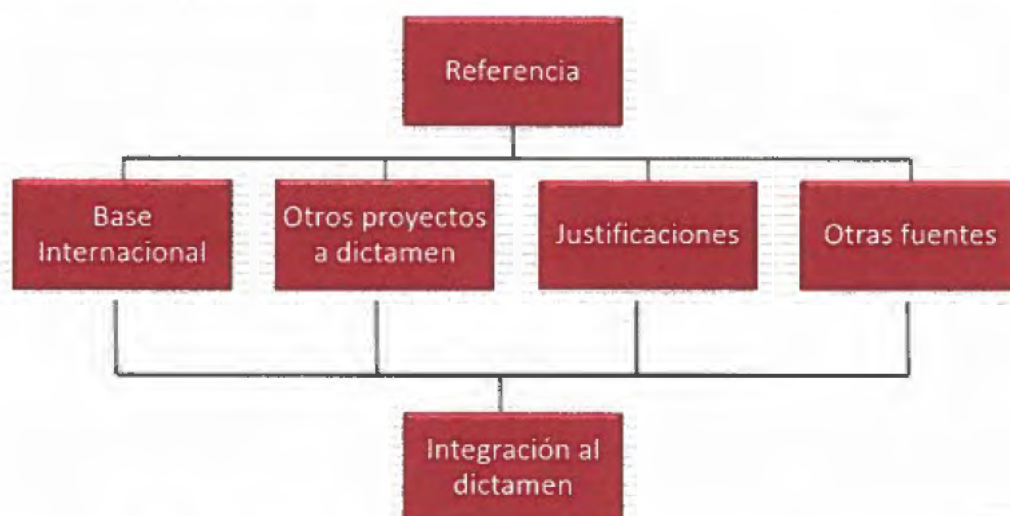 Referencia
Base
Internacional
Otros proyectos
a dictamen
Justificaciones
Otras fuentes
Integración al
dictamen